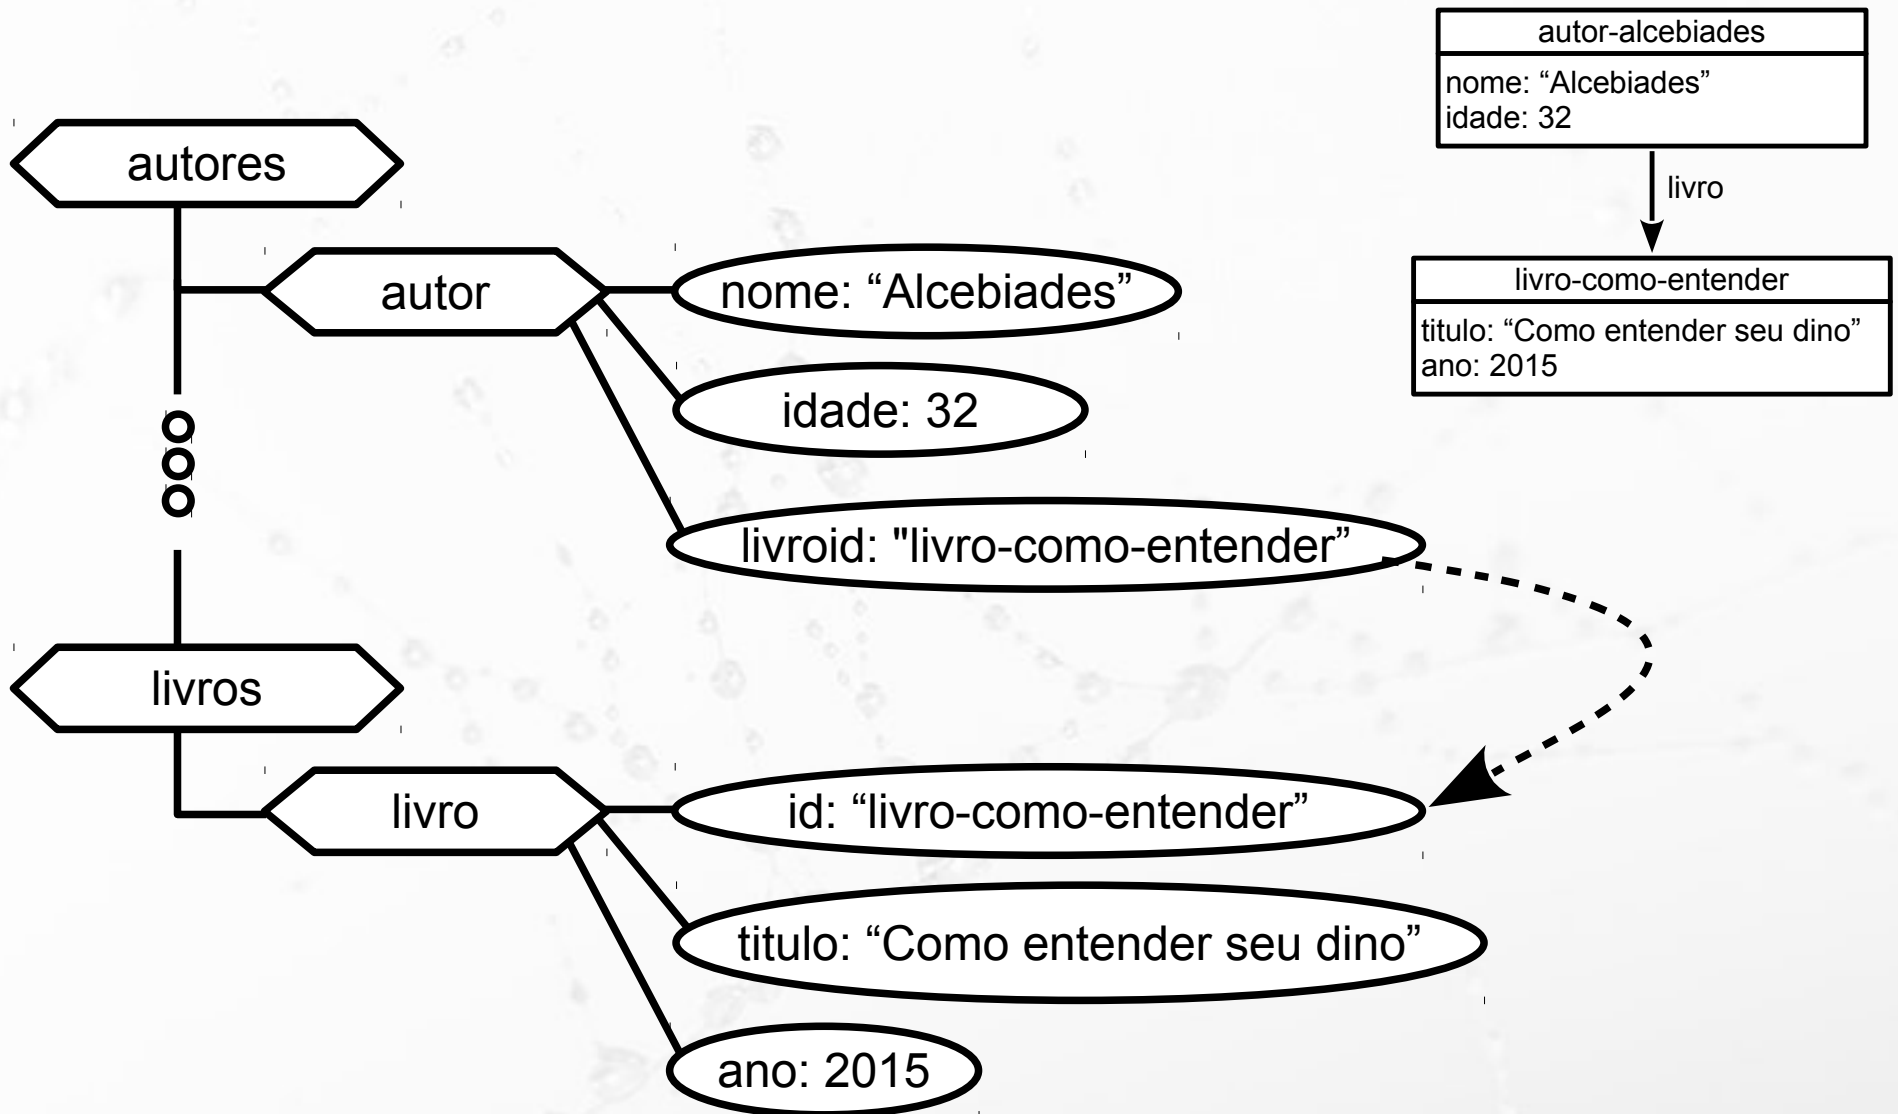 autor-alcebiades
nome: “Alcebiades”
idade: 32
livro
livro-como-entender
titulo: “Como entender seu dino”
ano: 2015
autores
autor
nome: “Alcebiades”
idade: 32
livroid: "livro-como-entender”
livros
livro
id: “livro-como-entender”
titulo: “Como entender seu dino”
ano: 2015